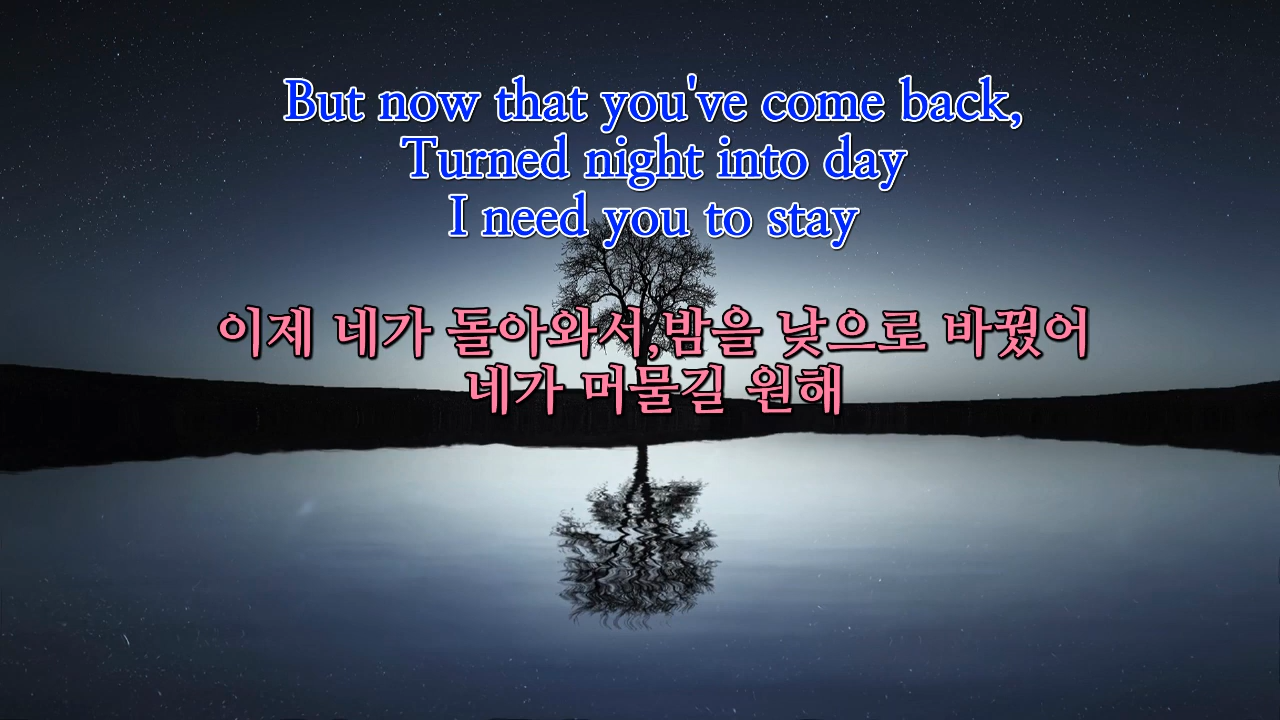 But now that you've come back,
Turned night into day
I need you to stay
이제 네가 돌아와서,밤을 낮으로 바꿨어
네가 머물길 원해